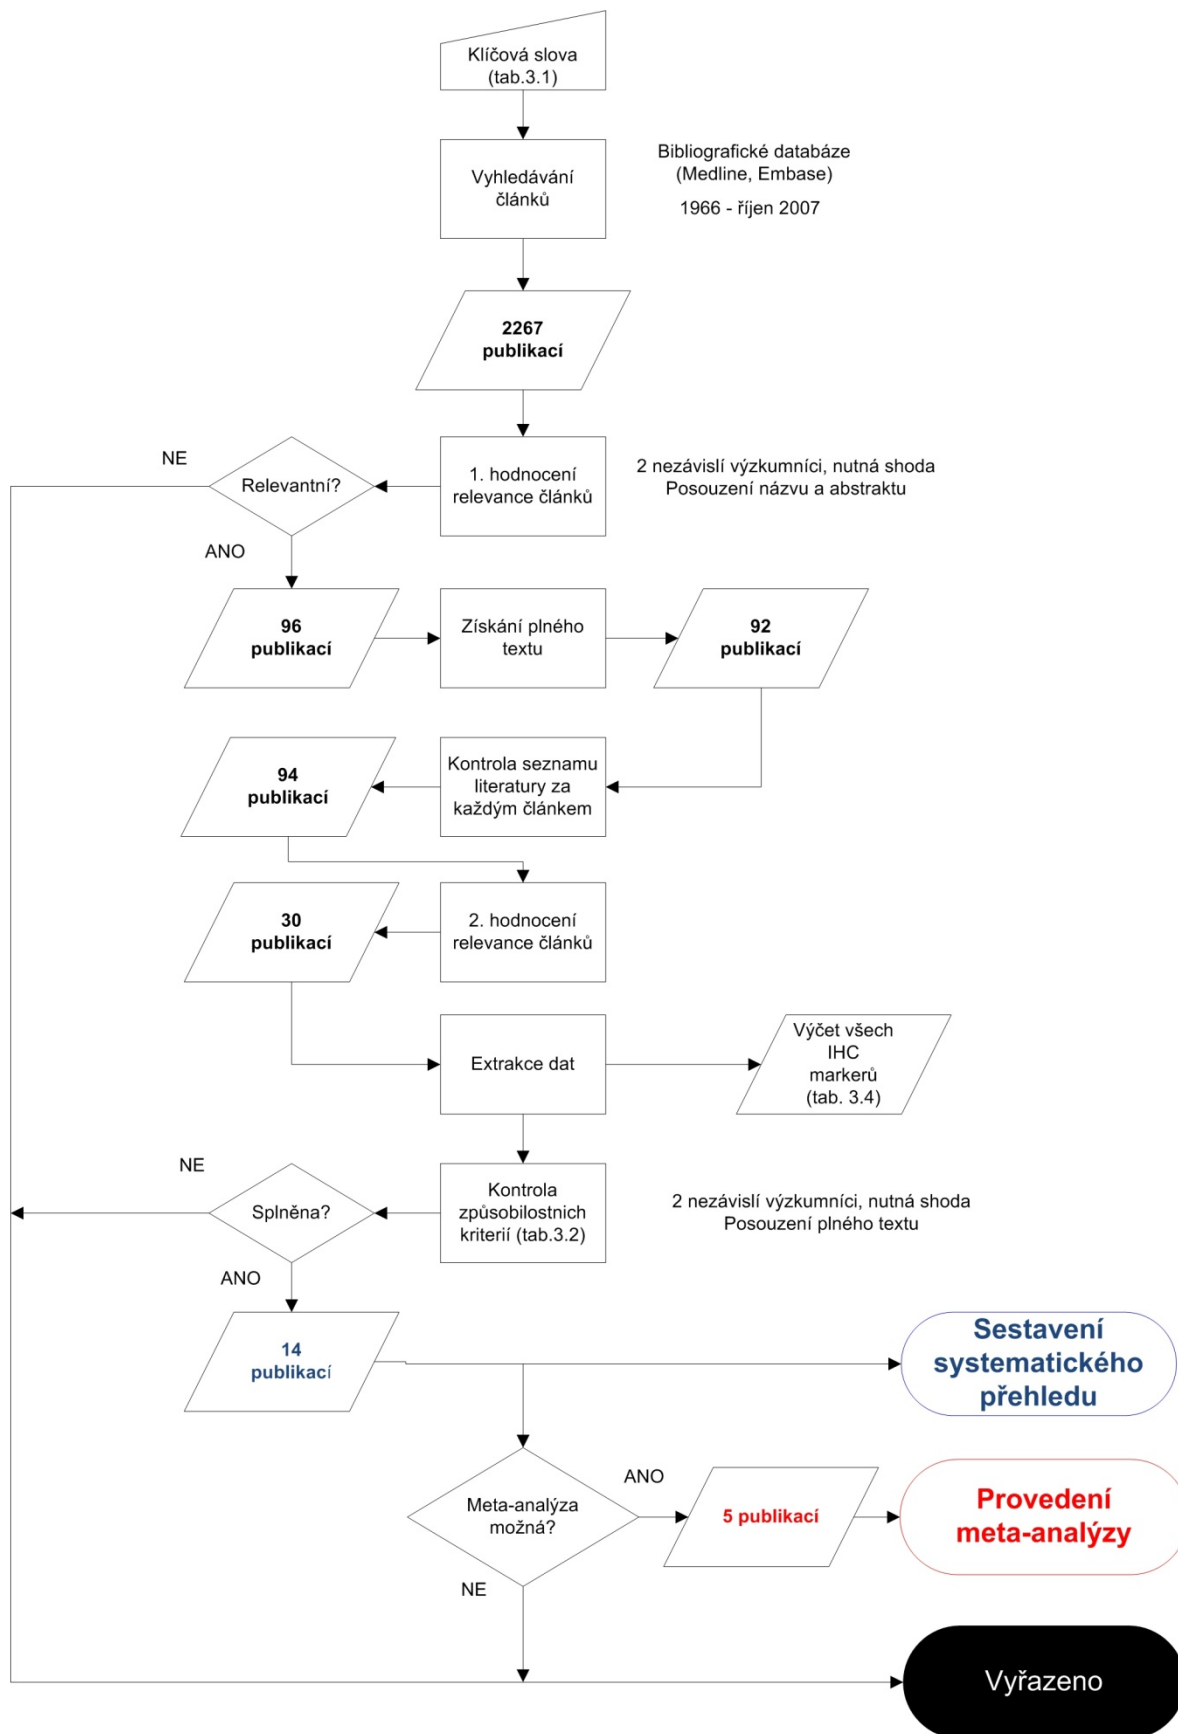 Klíčová slova
(tab.3.1)
Vyhledávání
článků
Bibliografické databáze
(Medline, Embase)
1966 - říjen 2007
2267
publikací
NE
Relevantní?
1. hodnocení
relevance článků
2 nezávislí výzkumníci, nutná shoda
Posouzení názvu a abstraktu
ANO
96
publikací
Získání plného
textu
92
publikací
94
publikací
Kontrola seznamu
literatury za
každým článkem
30
publikací
2. hodnocení
relevance článků
Extrakce dat
Výčet všech
IHC
markerů
(tab. 3.4)
NE
Splněna?
Kontrola
způsobilostnich
kriterií (tab.3.2)
2 nezávislí výzkumníci, nutná shoda
Posouzení plného textu
ANO
14
publikací
Sestavení
systematického
přehledu
Meta-analýza
možná?
ANO
5 publikací
Provedení
meta-analýzy
NE
Vyřazeno